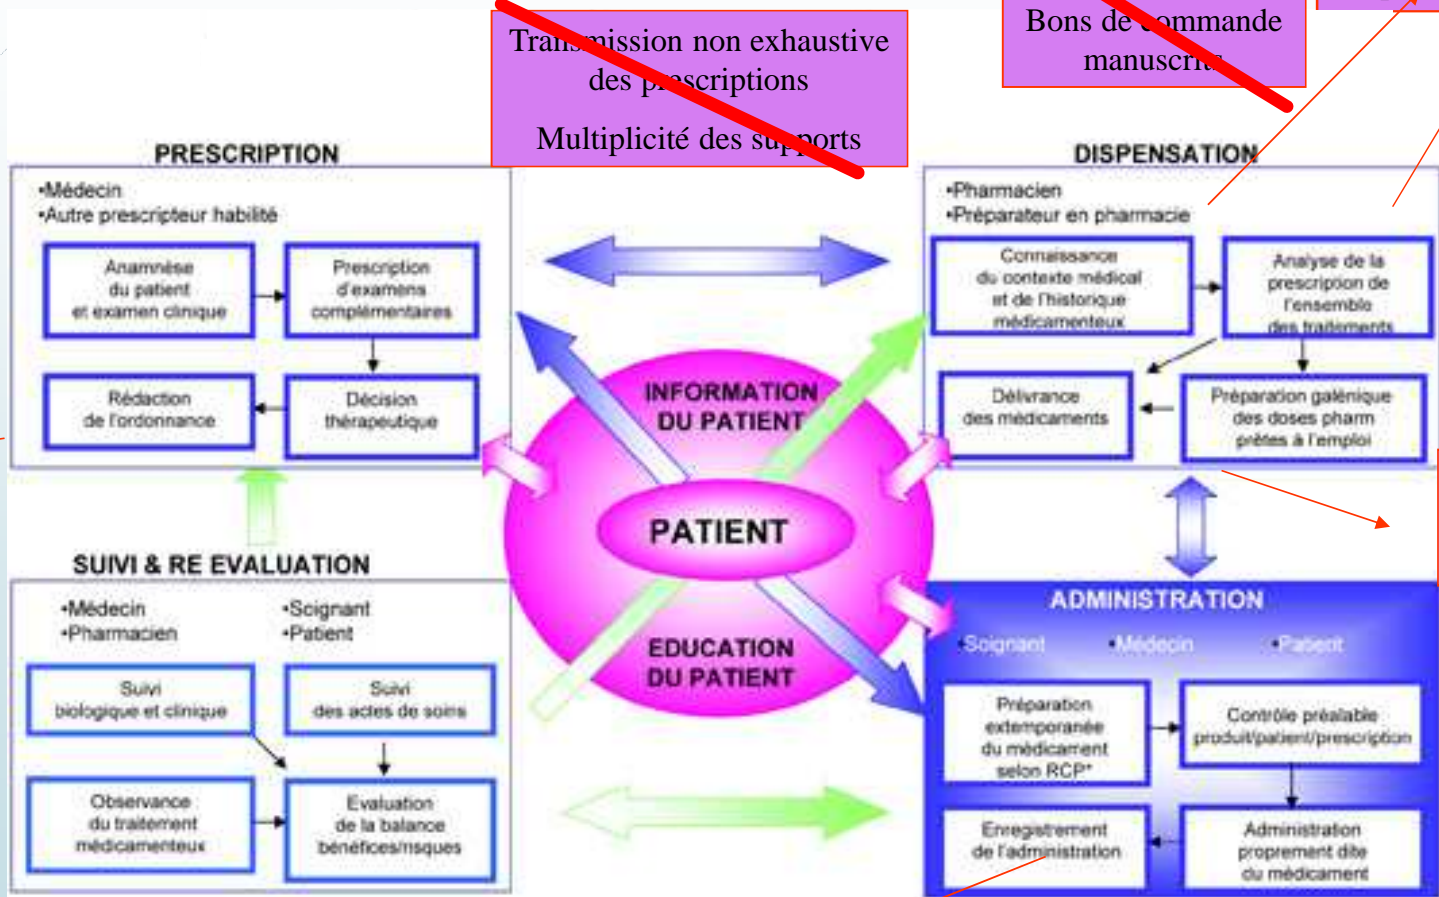 Transmission non exhaustive
des prescriptions
Multiplicité des supports
Bons de commande
manuscrits
PRESCRIPTION
•Médecin
•Autre prescripteur habilité
Anamnèse
du patient
et examen clinique
Prescription
d'examens
complémentaires
Rédaction
de l'ordonnance
Décision
thérapeutique
DISPENSATION
•Pharmacien
•Préparateur en pharmacie
Connaissance
du contexte médical
et de l'historique
médicamenteux
Analyse de la
prescription de
l'ensemble
des traitements
Délivrance
des médicaments
Préparation galénique
des doses pharm
prêtes à l'emploi
INFORMATION
DU PATIENT
PATIENT
EDUCATION
DU PATIENT
SUIVI & RE EVALUATION
•Médecin
•Pharmacien
•Soignant
•Patient
Suivi
biologique et clinique
Suivi
des actes de soins
Observance
du traitement
médicamenteux
Evaluation
de la balance
bénéfices/risques
ADMINISTRATION
•Soignant •Médecin •Patient
Préparation
extemporanée
du médicament
selon RCP*
Contrôle préalable
produit/patient/prescription
Enregistrement
de l'administration
Administration
proprement dite
du médicament